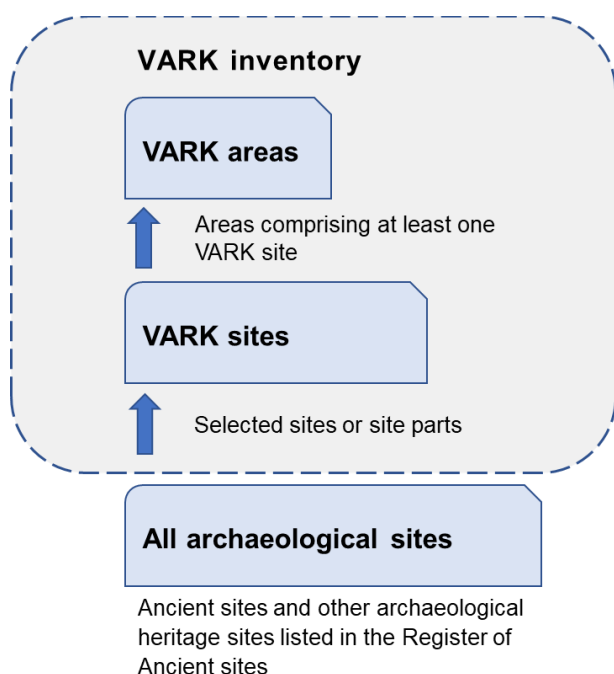 VARK inventory
VARK areas
Areas comprising at least one
VARK site
VARK sites
Selected sites or site parts
All archaeological sites
Ancient sites and other archaeological
heritage sites listed in the Register of
Ancient sites